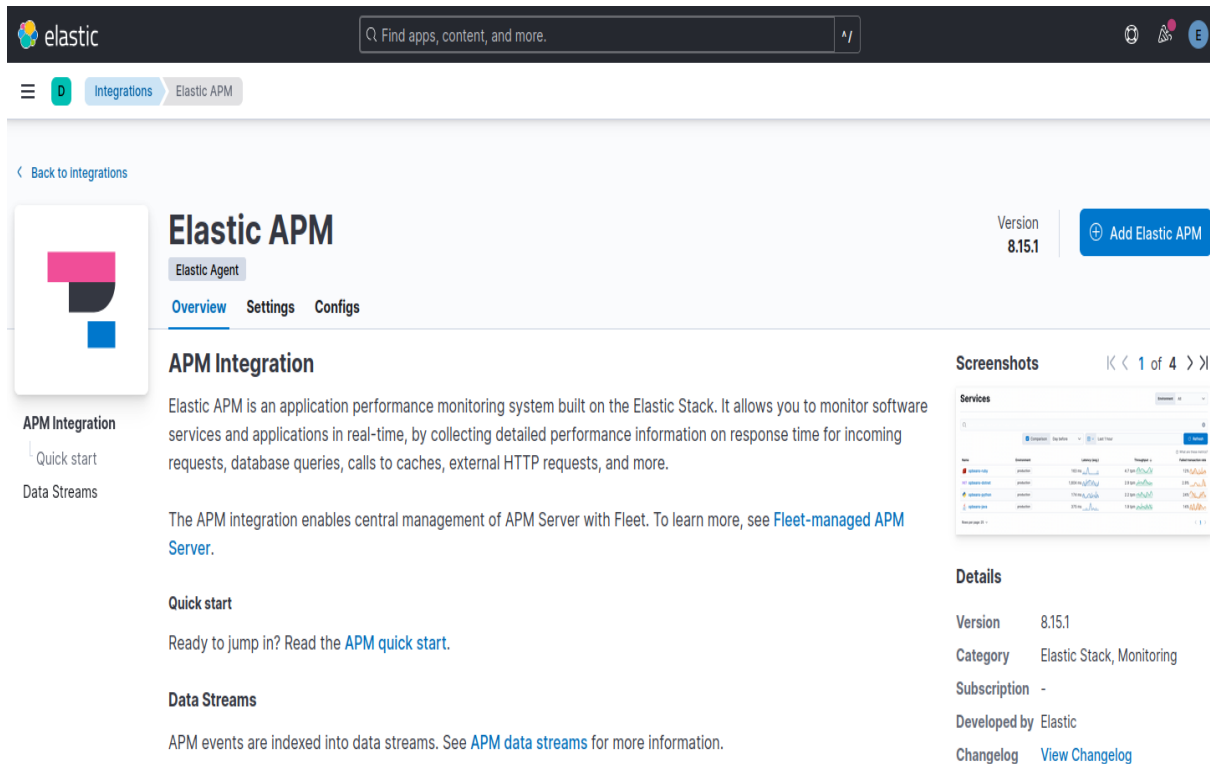 elastic
Find apps, content, and more.
^/
E
D
Integrations
Elastic APM
Back to integrations
Elastic APM
Version
8.15.1
Add Elastic APM
Elastic Agent
Overview Settings Configs
APM Integration
Quick start
Data Streams
APM Integration
Elastic APM is an application performance monitoring system built on the Elastic Stack. It allows you to monitor software
services and applications in real-time, by collecting detailed performance information on response time for incoming
requests, database queries, calls to caches, external HTTP requests, and more.
The APM integration enables central management of APM Server with Fleet. To learn more, see Fleet-managed APM
Server.
Quick start
Ready to jump in? Read the APM quick start.
Data Streams
APM events are indexed into data streams. See APM data streams for more information.
Screenshots
1 of 4
Services
Details
Version 8.15.1
Category Elastic Stack, Monitoring
Subscription -
Developed by Elastic
Changelog View Changelog